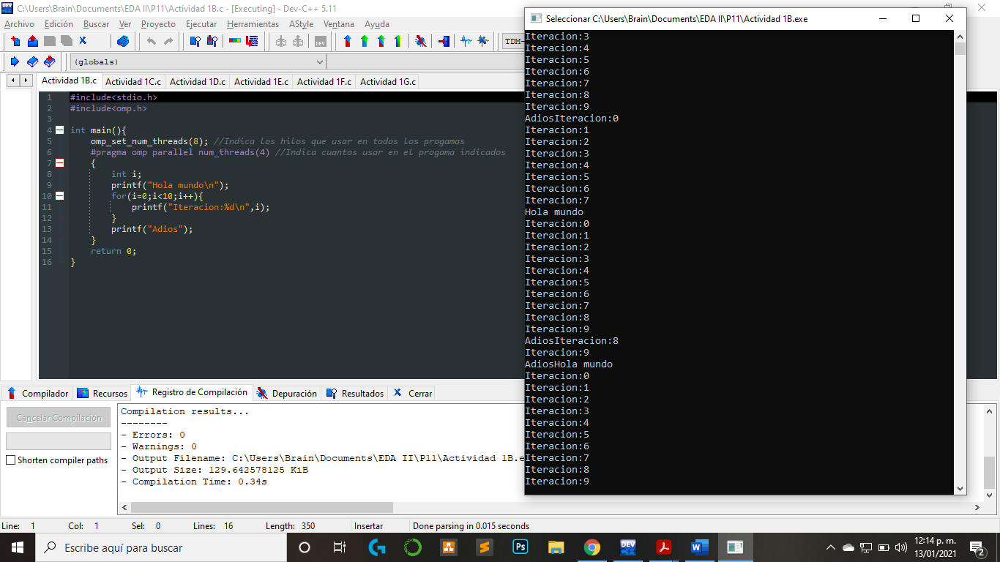 C:\Users\Brain\Documents\EDA II\P11\Actividad 1B.c - [Executing] - Dev-C++ 5.11
Archivo Edición Buscar Ver Proyecto Ejecutar Herramientas AStyle Ventana Ayuda
TDM-
(globals)
Actividad 1B.c Actividad 1C.c Actividad 1D.c Actividad 1E.c Actividad 1F.c Actividad 1G.c
1 #include<stdio.h>
2 #include<omp.h>
3
4 int main(){
5 omp_set_num_threads(8); //Indica los hilos que usar en todos los progamas
6 #pragma omp parallel num_threads(4) //Indica cuantos usar en el progama indicados
7 {
8 int i;
9 printf("Hola mundo\n");
10 for(i=0;i<10;i++){
11 printf("Iteracion:%d\n",i);
12 }
13 printf("Adios");
14 }
15 return 0;
16 }
Seleccionar C:\Users\Brain\Documents\EDA II\P11\Actividad 1B.exe
Iteracion:3
Iteracion:4
Iteracion:5
Iteracion:6
Iteracion:7
Iteracion:8
Iteracion:9
AdiosIteracion:0
Iteracion:1
Iteracion:2
Iteracion:3
Iteracion:4
Iteracion:5
Iteracion:6
Iteracion:7
Hola mundo
Iteracion:0
Iteracion:1
Iteracion:2
Iteracion:3
Iteracion:4
Iteracion:5
Iteracion:6
Iteracion:7
Iteracion:8
Iteracion:9
AdiosIteracion:8
Iteracion:9
AdiosHola mundo
Iteracion:0
Iteracion:1
Iteracion:2
Iteracion:3
Iteracion:4
Iteracion:5
Iteracion:6
Iteracion:7
Iteracion:8
Iteracion:9
Compilador Recursos Registro de Compilación Depuración Resultados Cerrar
Cancelar Compilación
Shorten compiler paths
Compilation results...
--------
- Errors: 0
- Warnings: 0
- Output Filename: C:\Users\Brain\Documents\EDA II\P11\Actividad 1B.e
- Output Size: 129.642578125 KiB
- Compilation Time: 0.34s
Line: 1 Col: 1 Sel: 0 Lines: 16 Length: 350 Insertar Done parsing in 0.015 seconds
Escribe aquí para buscar
12:14 p. m.
13/01/2021
2